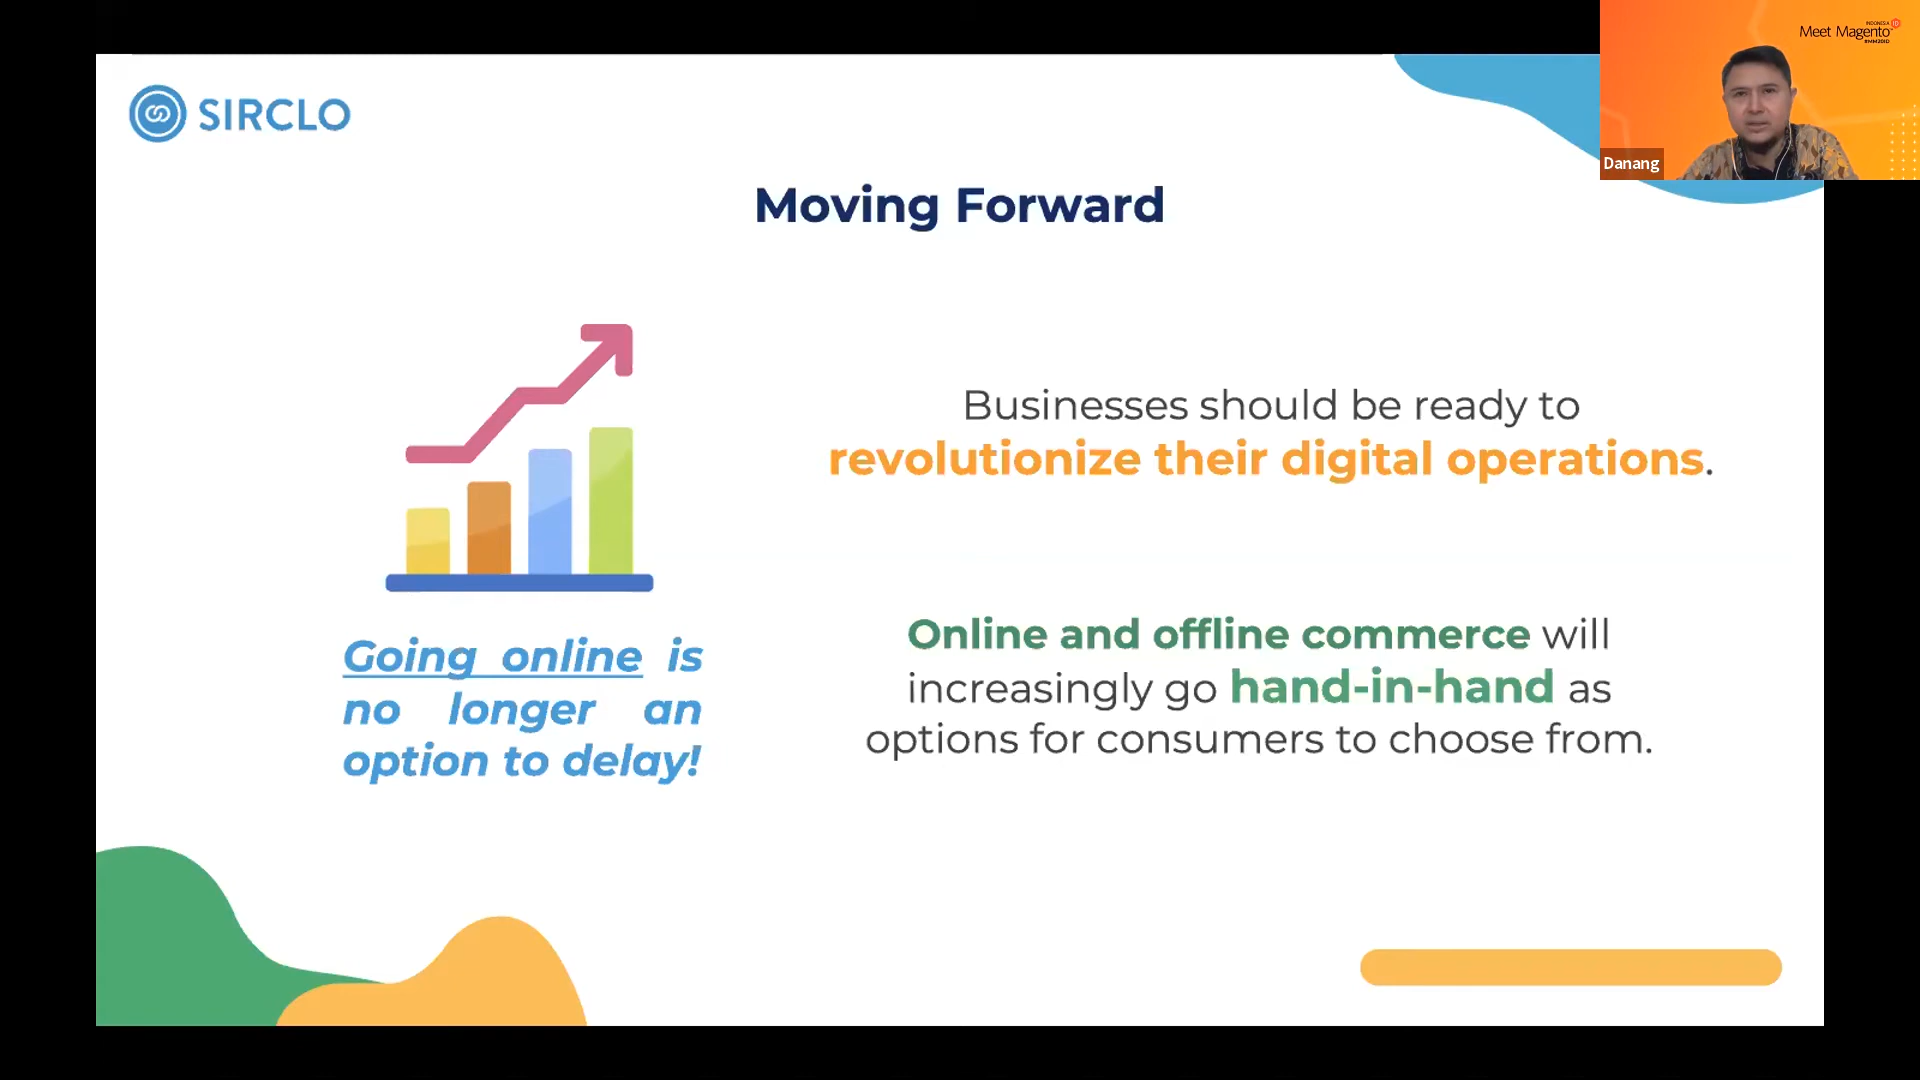 SIRCLO
INDONESIA
Meet Magento
#MM20ID
Danang
Moving Forward
Going online is
no longer an
option to delay!
Businesses should be ready to
revolutionize their digital operations.
Online and offline commerce will
increasingly go hand-in-hand as
options for consumers to choose from.